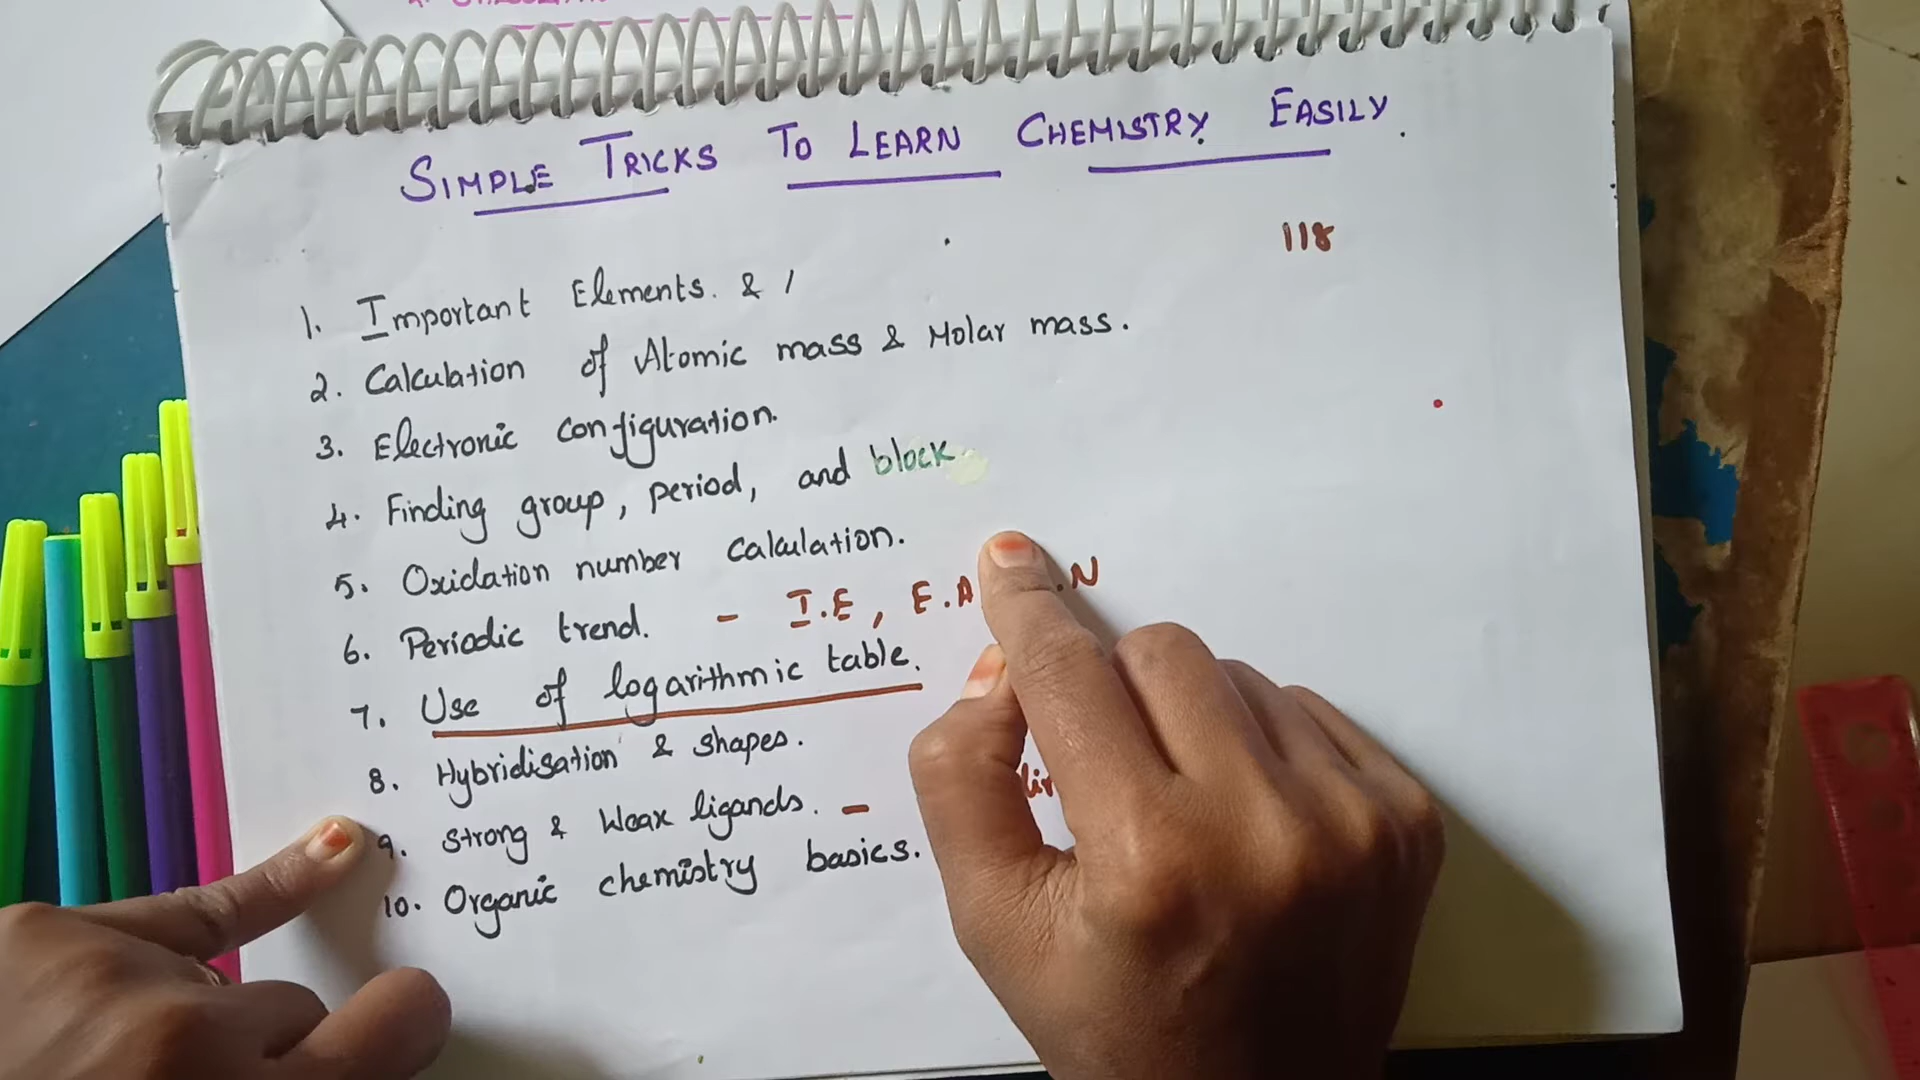 SIMPLE TRICKS TO LEARN CHEMISTRY EASILY.
118
1. Important Elements. & /
2. Calculation of Atomic mass & Molar mass.
3. Electronic configuration.
4. Finding group, period, and block
5. Oxidation number calculation.
6. Periodic trend. - I.E, E.A .N
7. Use of logarithmic table.
8. Hybridisation & shapes.
9. Strong & Weak ligands. -
10. Organic chemistry basics.